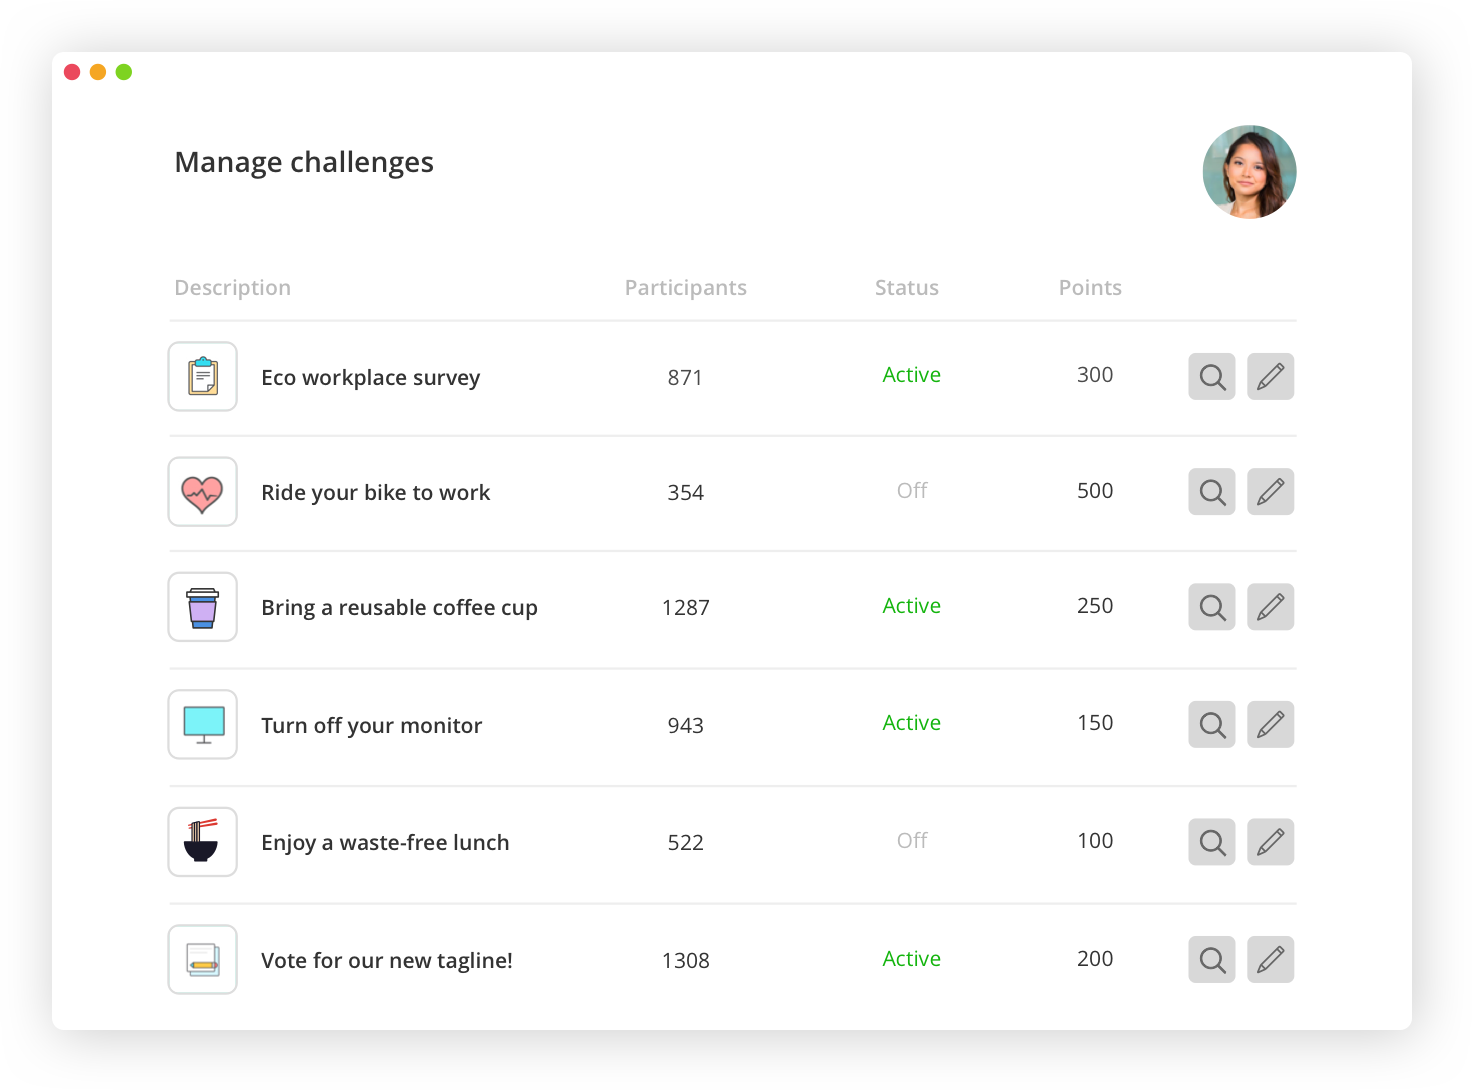 Manage challenges
Description Participants Status Points
Eco workplace survey 871 Active 300
Ride your bike to work 354 Off 500
Bring a reusable coffee cup 1287 Active 250
Turn off your monitor 943 Active 150
Enjoy a waste-free lunch 522 Off 100
Vote for our new tagline! 1308 Active 200